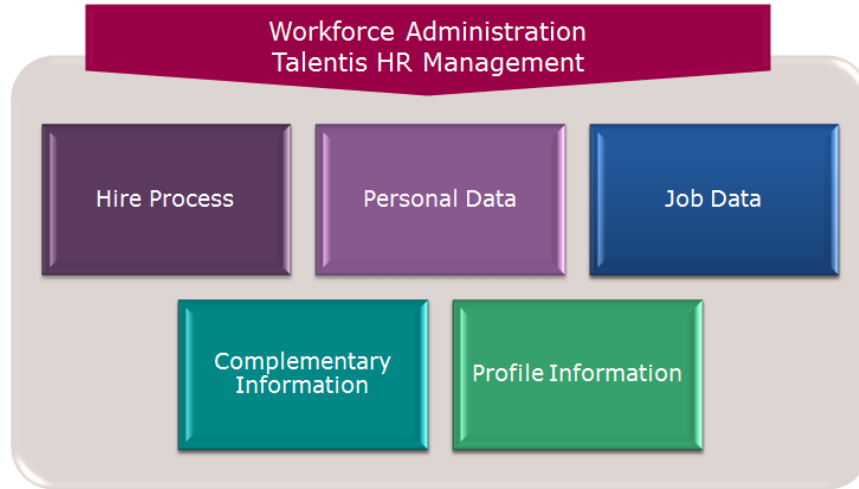 Workforce Administration
Talentis HR Management
Hire Process
Personal Data
Job Data
Complementary
Information
Profile Information